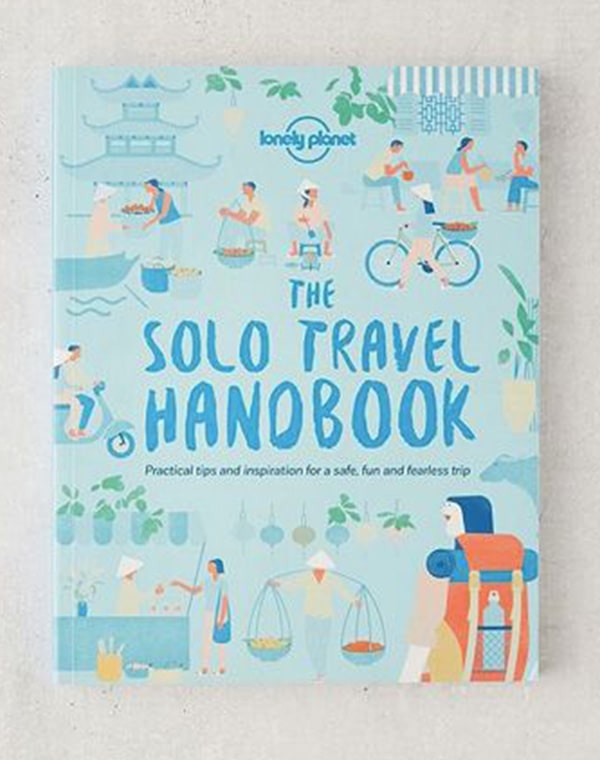 lonely planet
THE
SOLO TRAVEL
HANDBOOK
Practical tips and inspiration for a safe, fun and fearless trip